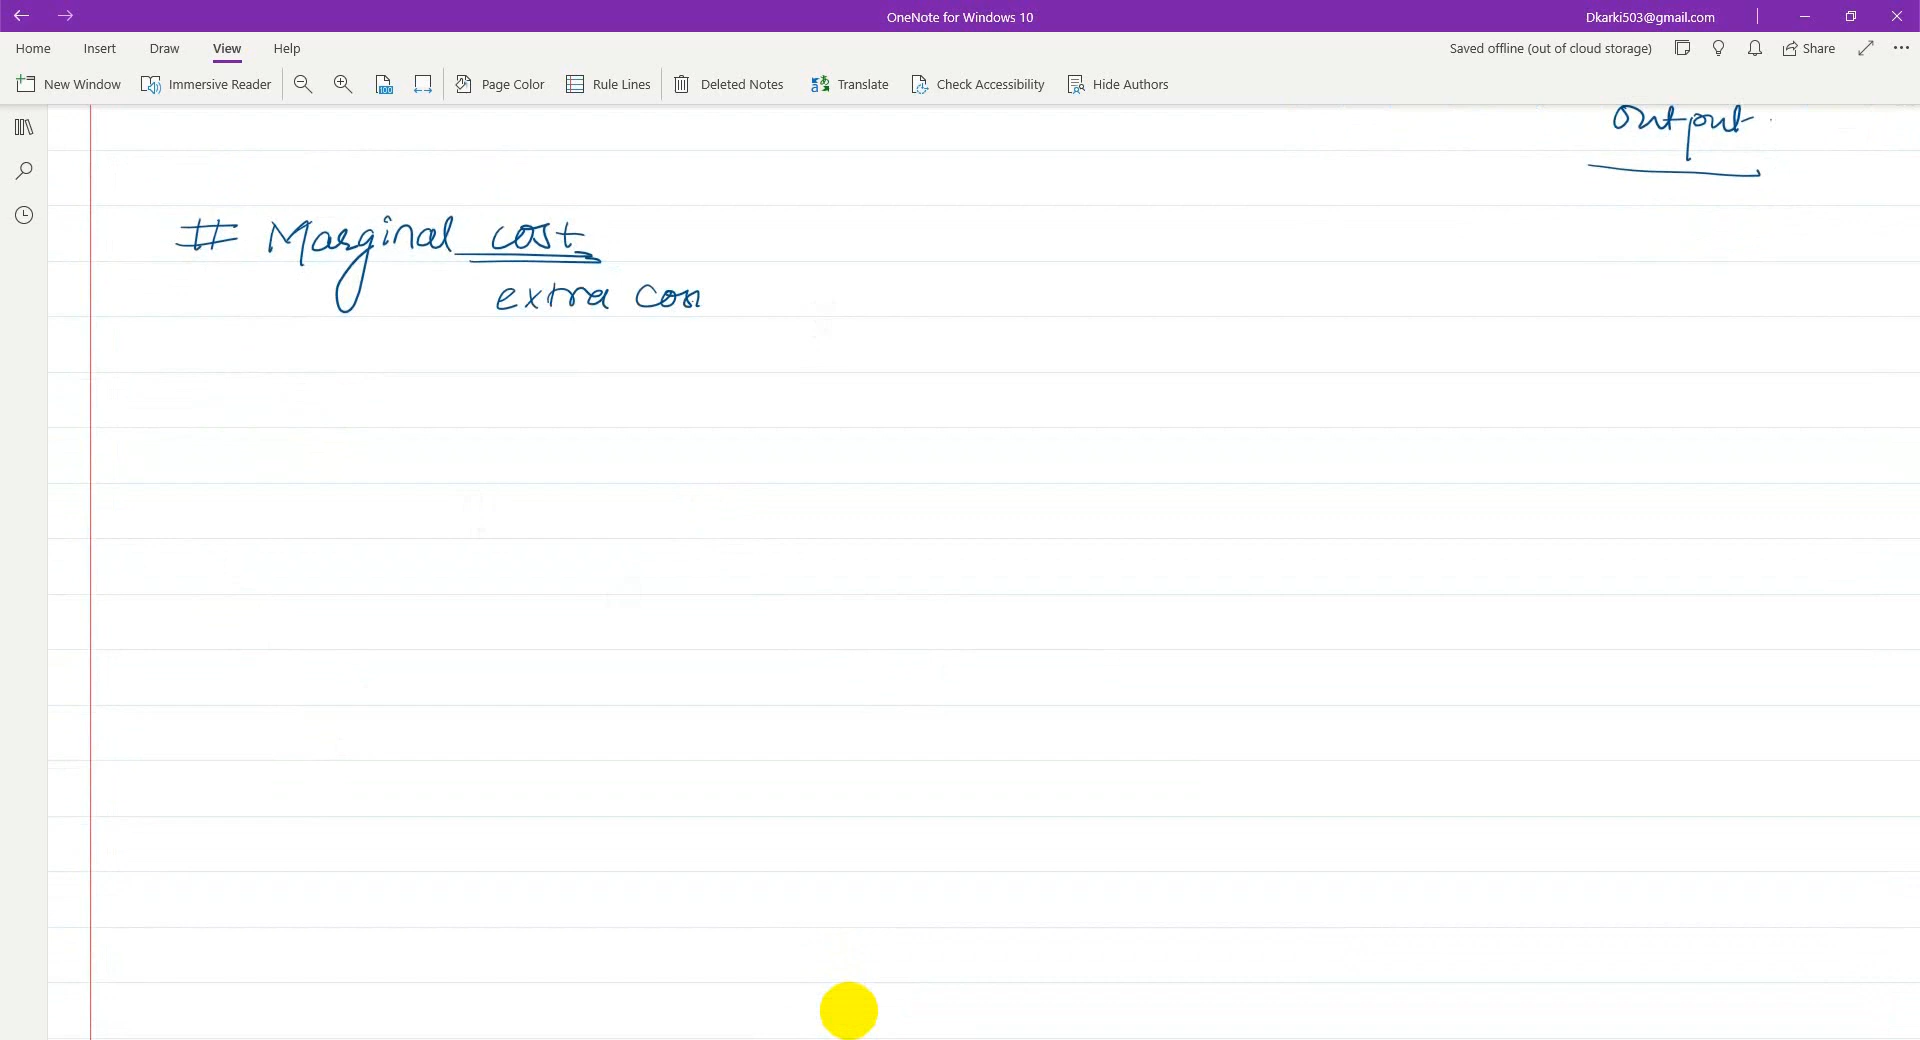 OneNote for Windows 10
Dkarki503@gmail.com
Home Insert Draw View Help
Saved offline (out of cloud storage) Share
New Window Immersive Reader 100 Page Color Rule Lines Deleted Notes Translate Check Accessibility Hide Authors
output
# Marginal cost
extra cos